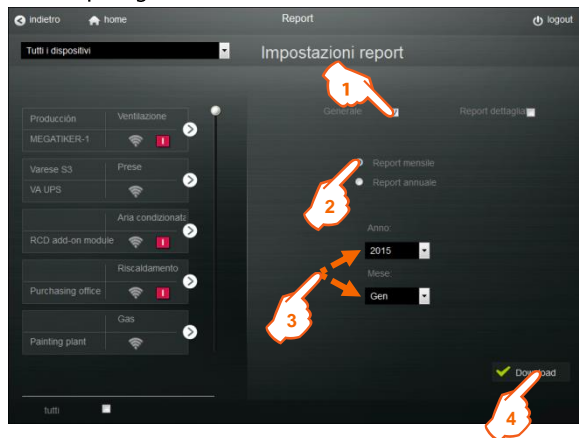 indietro
home
Report
logout
Tutti i dispositivi
Impostazioni report
Producción
Ventilazione
MEGATIKER-1
I
Varese S3
Prese
VA UPS
Aria condizionata
RCD add-on module
I
Riscaldamento
Purchasing office
I
Gas
Painting plant
tutti
1
Generale
Report dettaglia
Report mensile
Report annuale
2
Anno:
2015
Mese:
Gen
3
Download
4